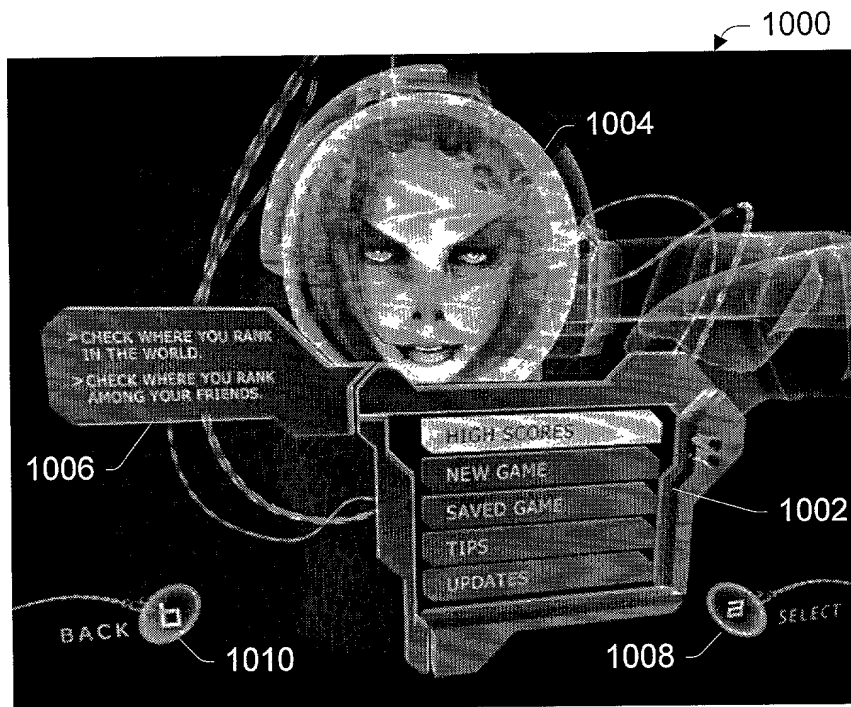 1000
1004
> CHECK WHERE YOU RANK
IN THE WORLD.
> CHECK WHERE YOU RANK
AMONG YOUR FRIENDS.
1006
HIGH SCORES
NEW GAME
SAVED GAME
TIPS
UPDATES
1002
BACK b
1010
a SELECT
1008